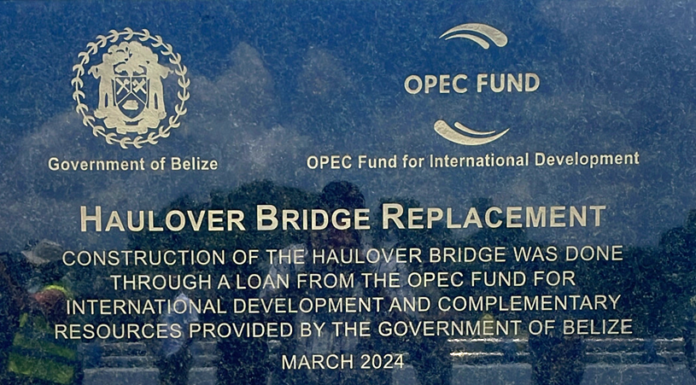 OPEC FUND
Government of Belize
OPEC Fund for International Development
HAULOVER BRIDGE REPLACEMENT
CONSTRUCTION OF THE HAULOVER BRIDGE WAS DONE
THROUGH A LOAN FROM THE OPEC FUND FOR
INTERNATIONAL DEVELOPMENT AND COMPLEMENTARY
RESOURCES PROVIDED BY THE GOVERNMENT OF BELIZE
MARCH 2024